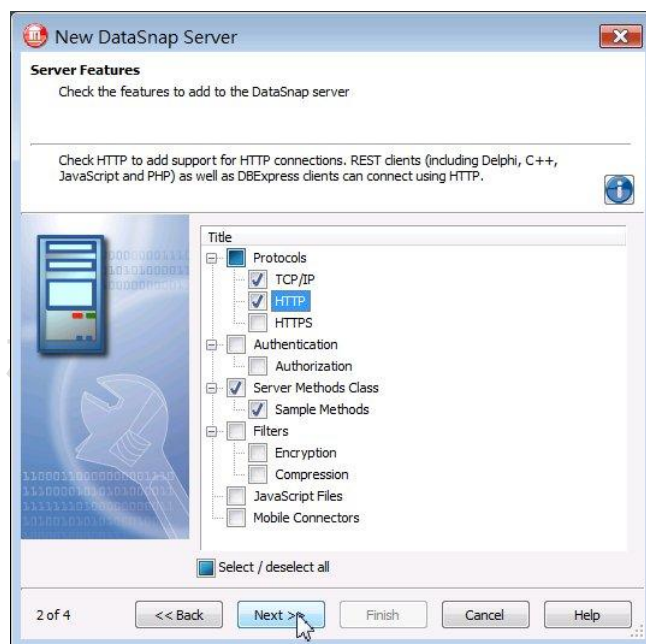 New DataSnap Server
Server Features
Check the features to add to the DataSnap server
Check HTTP to add support for HTTP connections. REST clients (including Delphi, C++,
JavaScript and PHP) as well as DBExpress clients can connect using HTTP.
Title
Protocols
TCP/IP
HTTP
HTTPS
Authentication
Authorization
Server Methods Class
Sample Methods
Filters
Encryption
Compression
JavaScript Files
Mobile Connectors
Select / deselect all
2 of 4
<< Back
Next >>
Finish
Cancel
Help